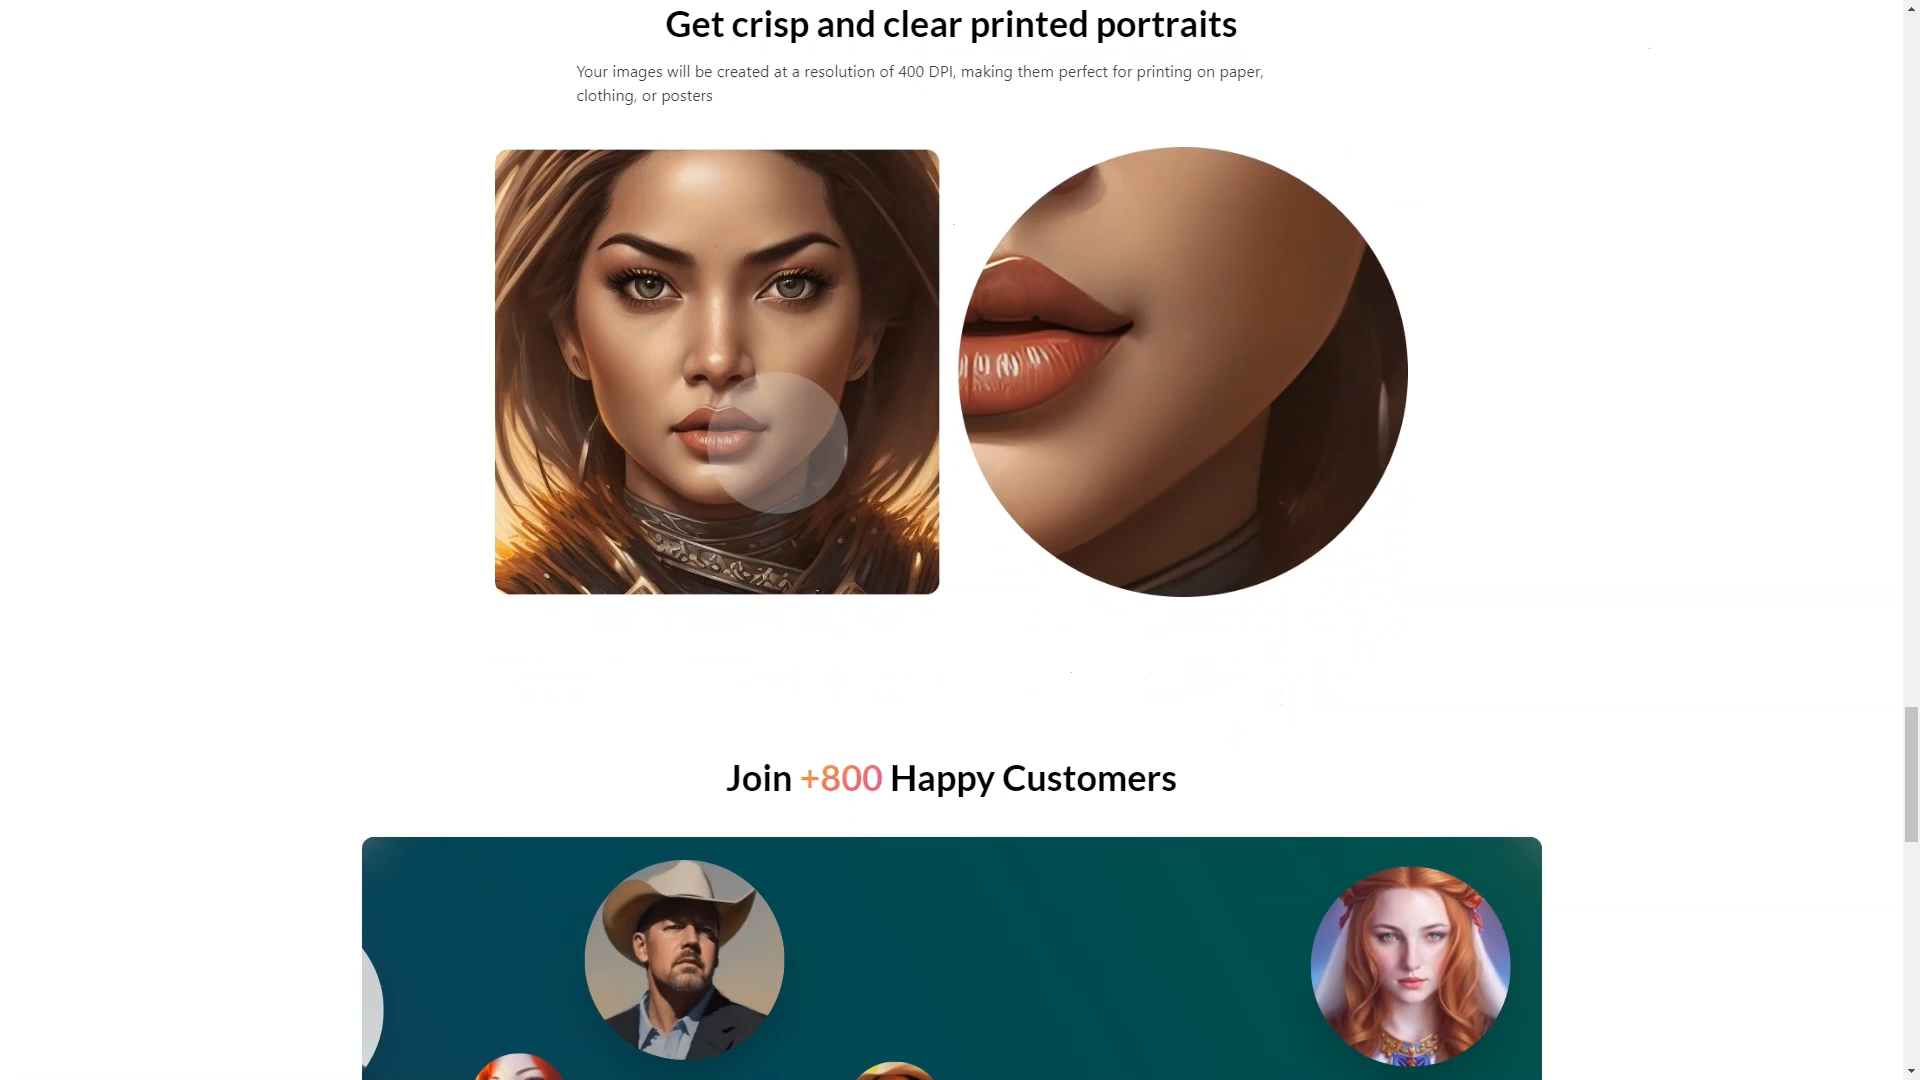 Get crisp and clear printed portraits
Your images will be created at a resolution of 400 DPI, making them perfect for printing on paper,
clothing, or posters
Join +800 Happy Customers